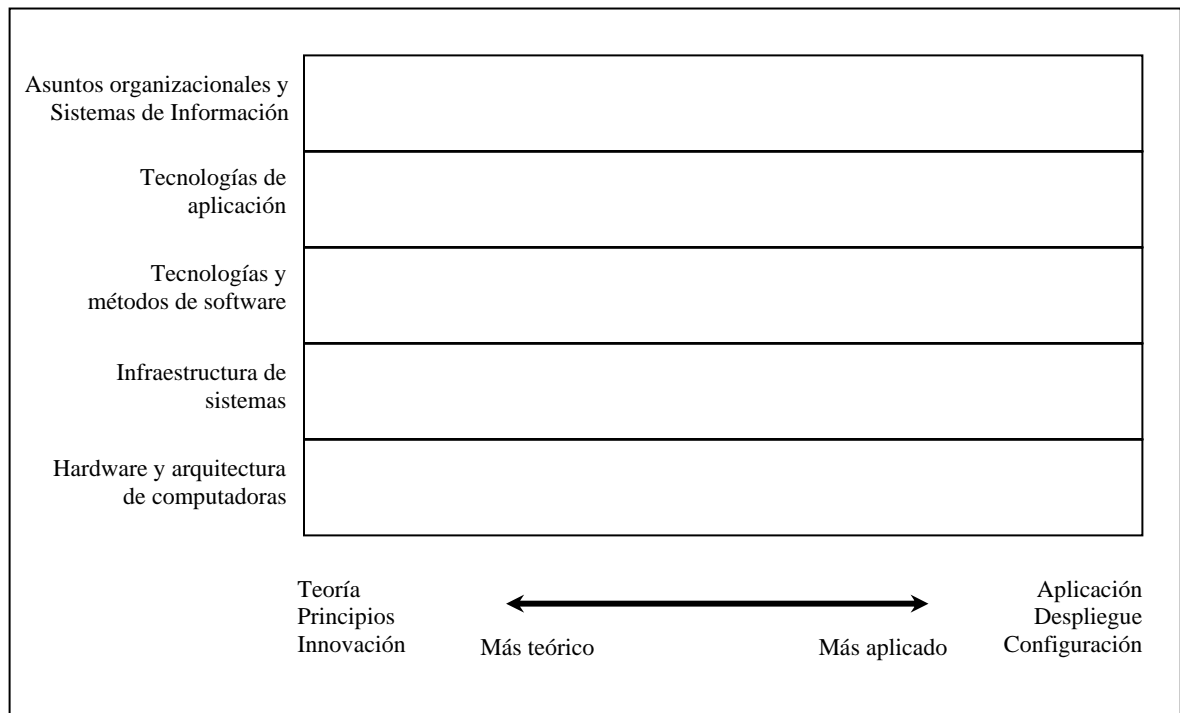 Asuntos organizacionales y
Sistemas de Información
Tecnologías de
aplicación
Tecnologías y
métodos de software
Infraestructura de
sistemas
Hardware y arquitectura
de computadoras
Teoría
Principios
Innovación
Más teórico
Más aplicado
Aplicación
Despliegue
Configuración